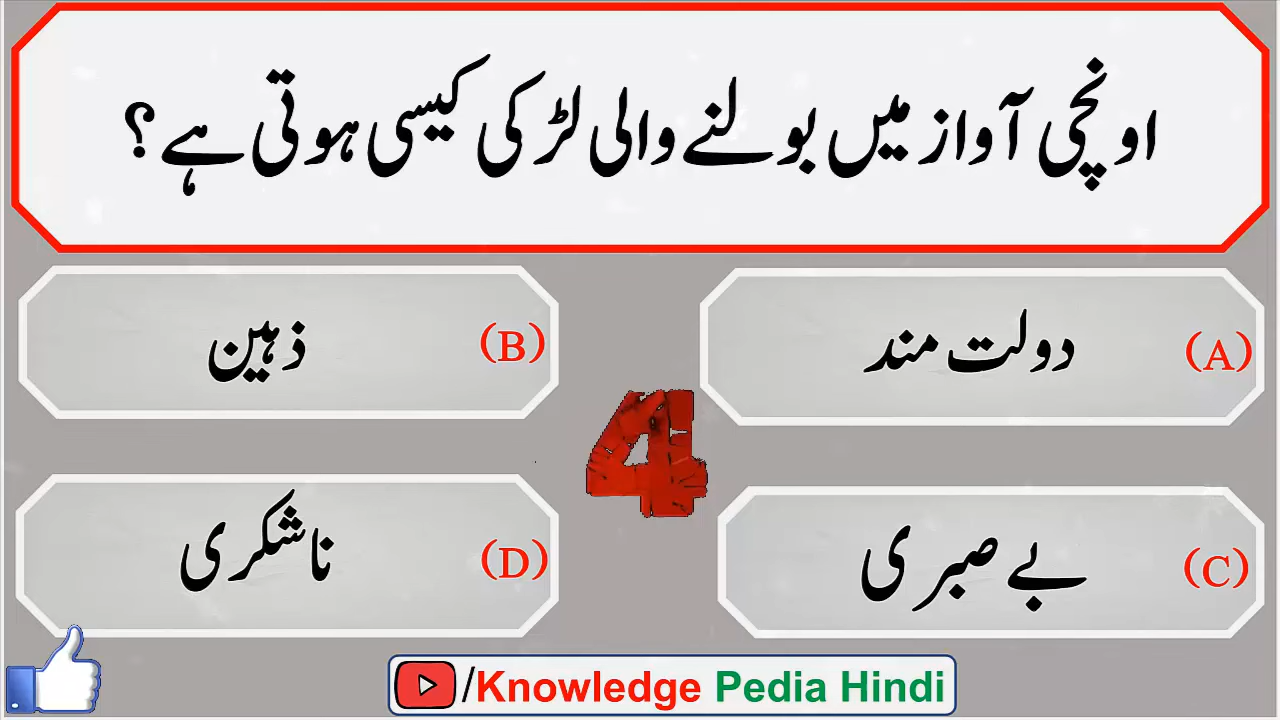 اونچی آواز میں بولنے والی لڑکی کیسی ہوتی ہے؟
(A) دولت مند
(B) ذہین
4
(C) بے صبری
(D) ناشکری
/Knowledge Pedia Hindi